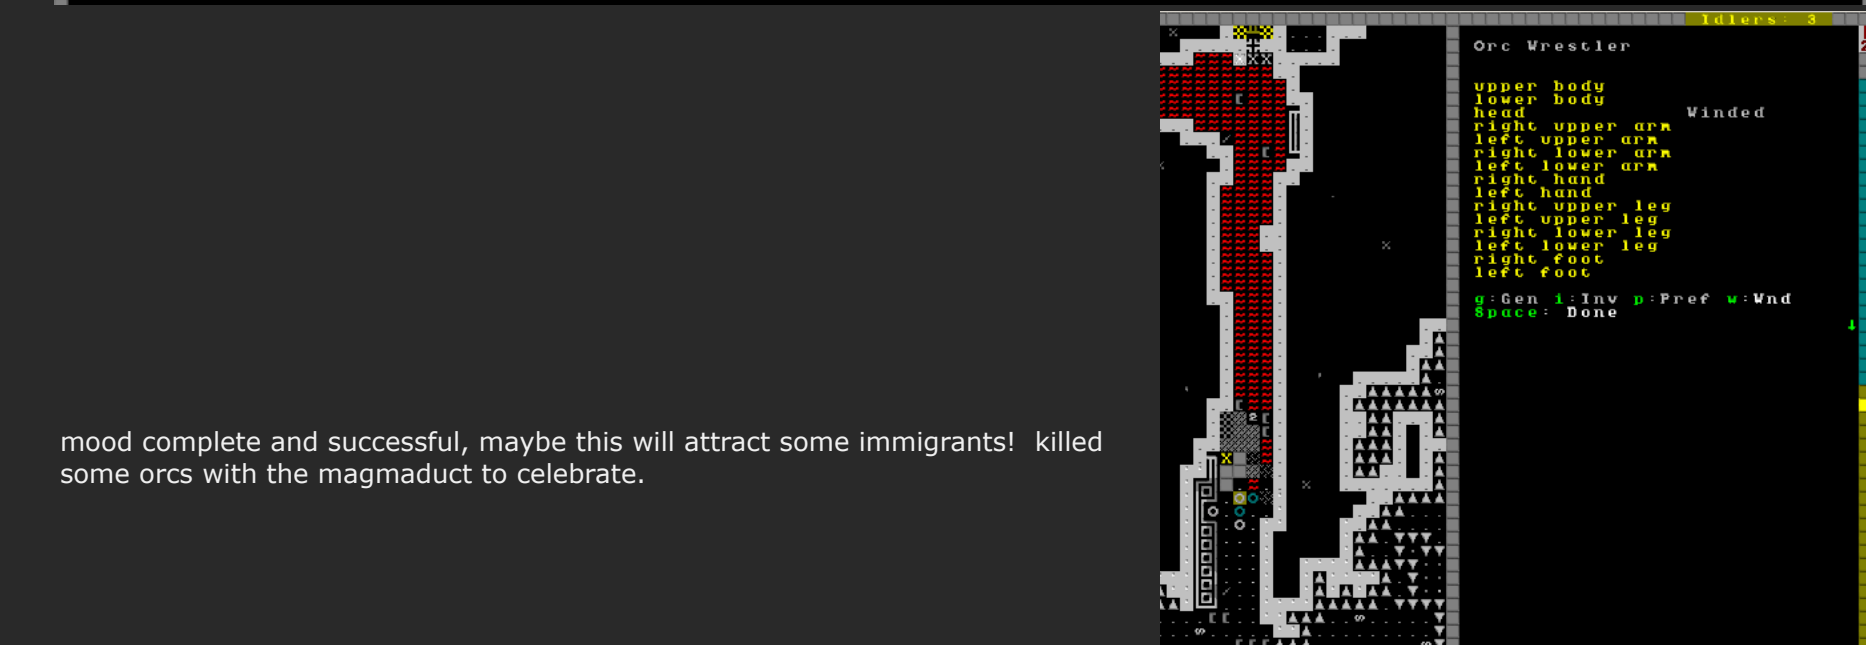 Idlers: 3
Orc Wrestler
upper body
lower body
head Winded
right upper arm
left upper arm
right lower arm
left lower arm
right hand
left hand
right upper leg
left upper leg
right lower leg
left lower leg
right foot
left foot
g:Gen i:Inv p:Pref w:Wnd
Space: Done
mood complete and successful, maybe this will attract some immigrants! killed
some orcs with the magmaduct to celebrate.